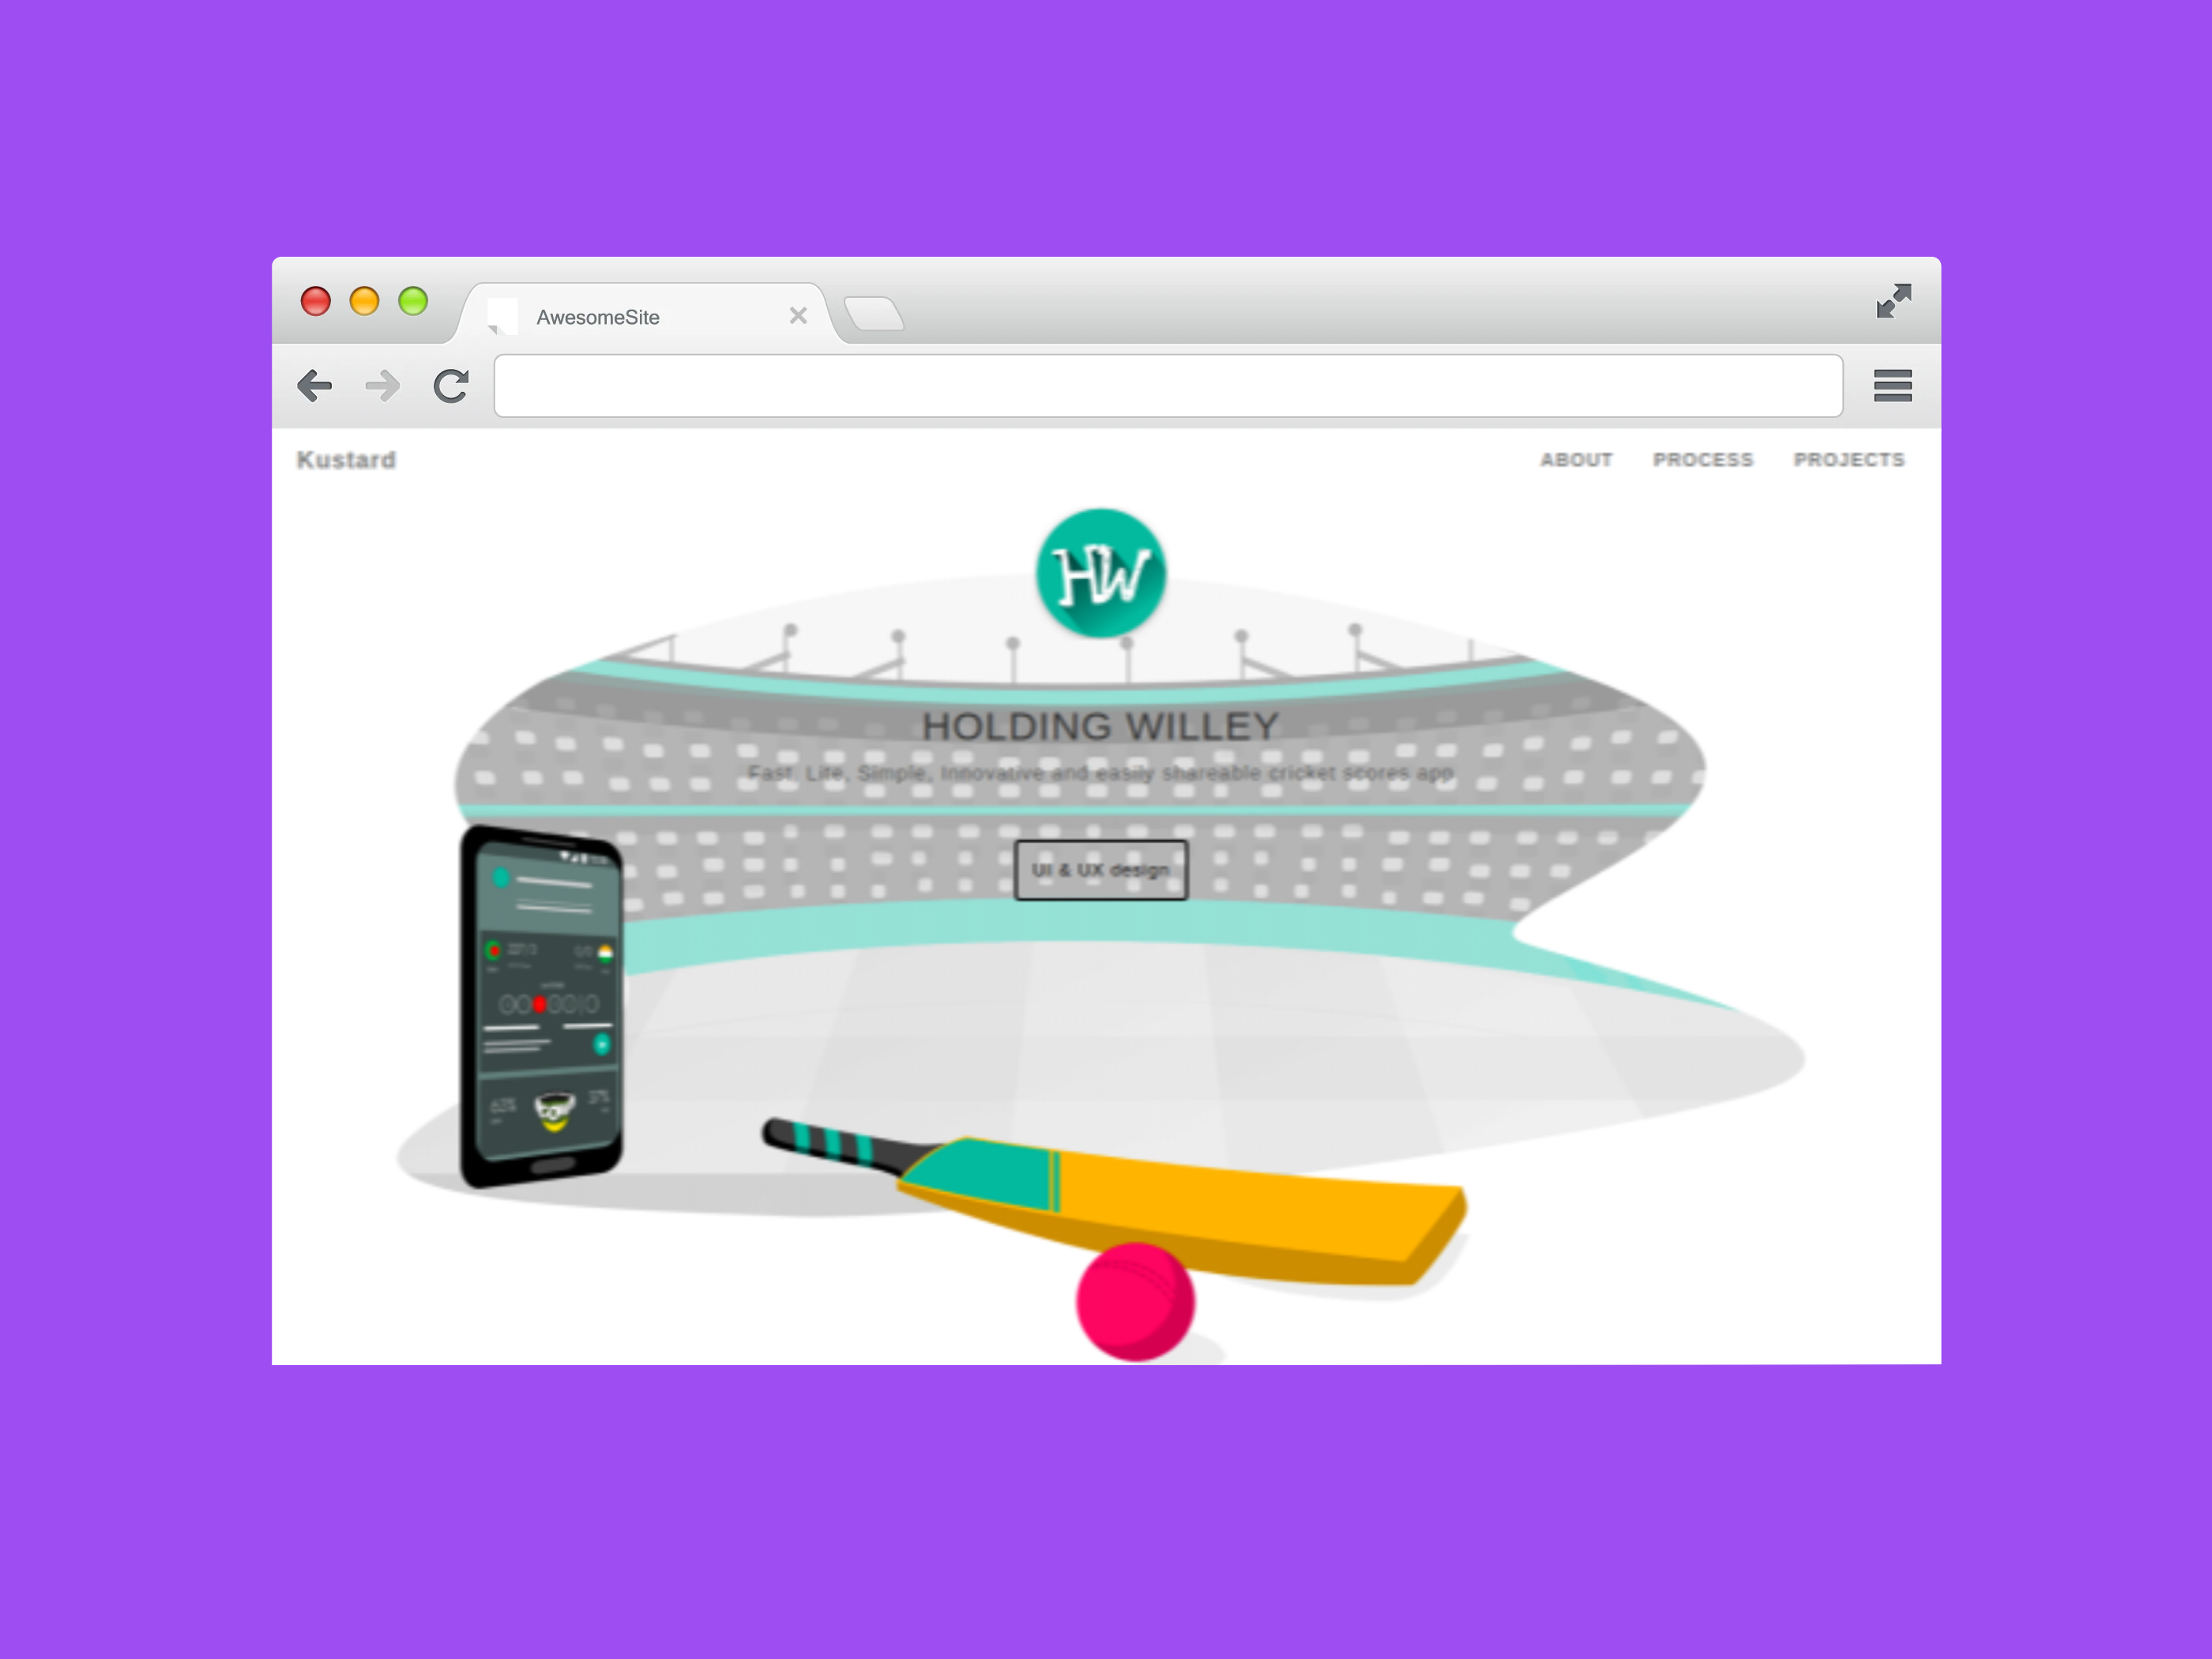 AwesomeSite
Kustard
ABOUT PROCESS PROJECTS
HW
HOLDING WILLEY
Fast, Lite, Simple, Innovative and easily shareable cricket scores app
UI & UX design